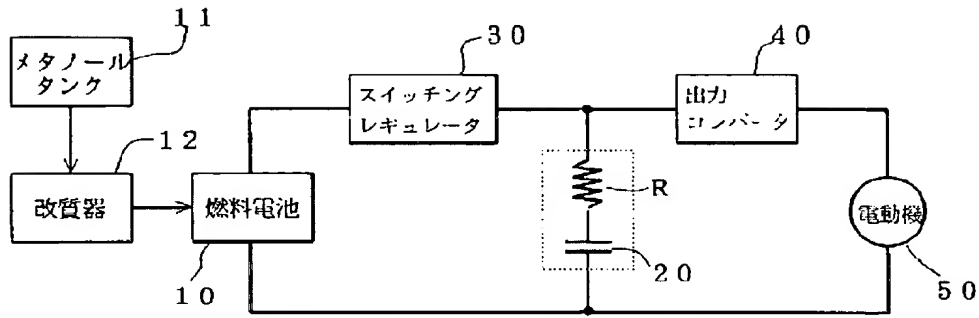 11
30
40
メタノール
タンク
スイッチング
レギュレータ
出力
コンバータ
12
R
改質器
燃料電池
電動機
20
10
50